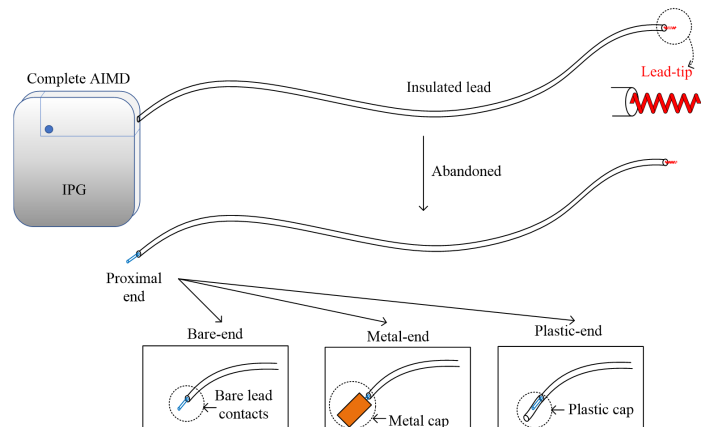 Complete AIMD
Insulated lead
Lead-tip
IPG
Abandoned
Proximal
end
Bare-end
Metal-end
Plastic-end
Bare lead
contacts
Metal cap
Plastic cap